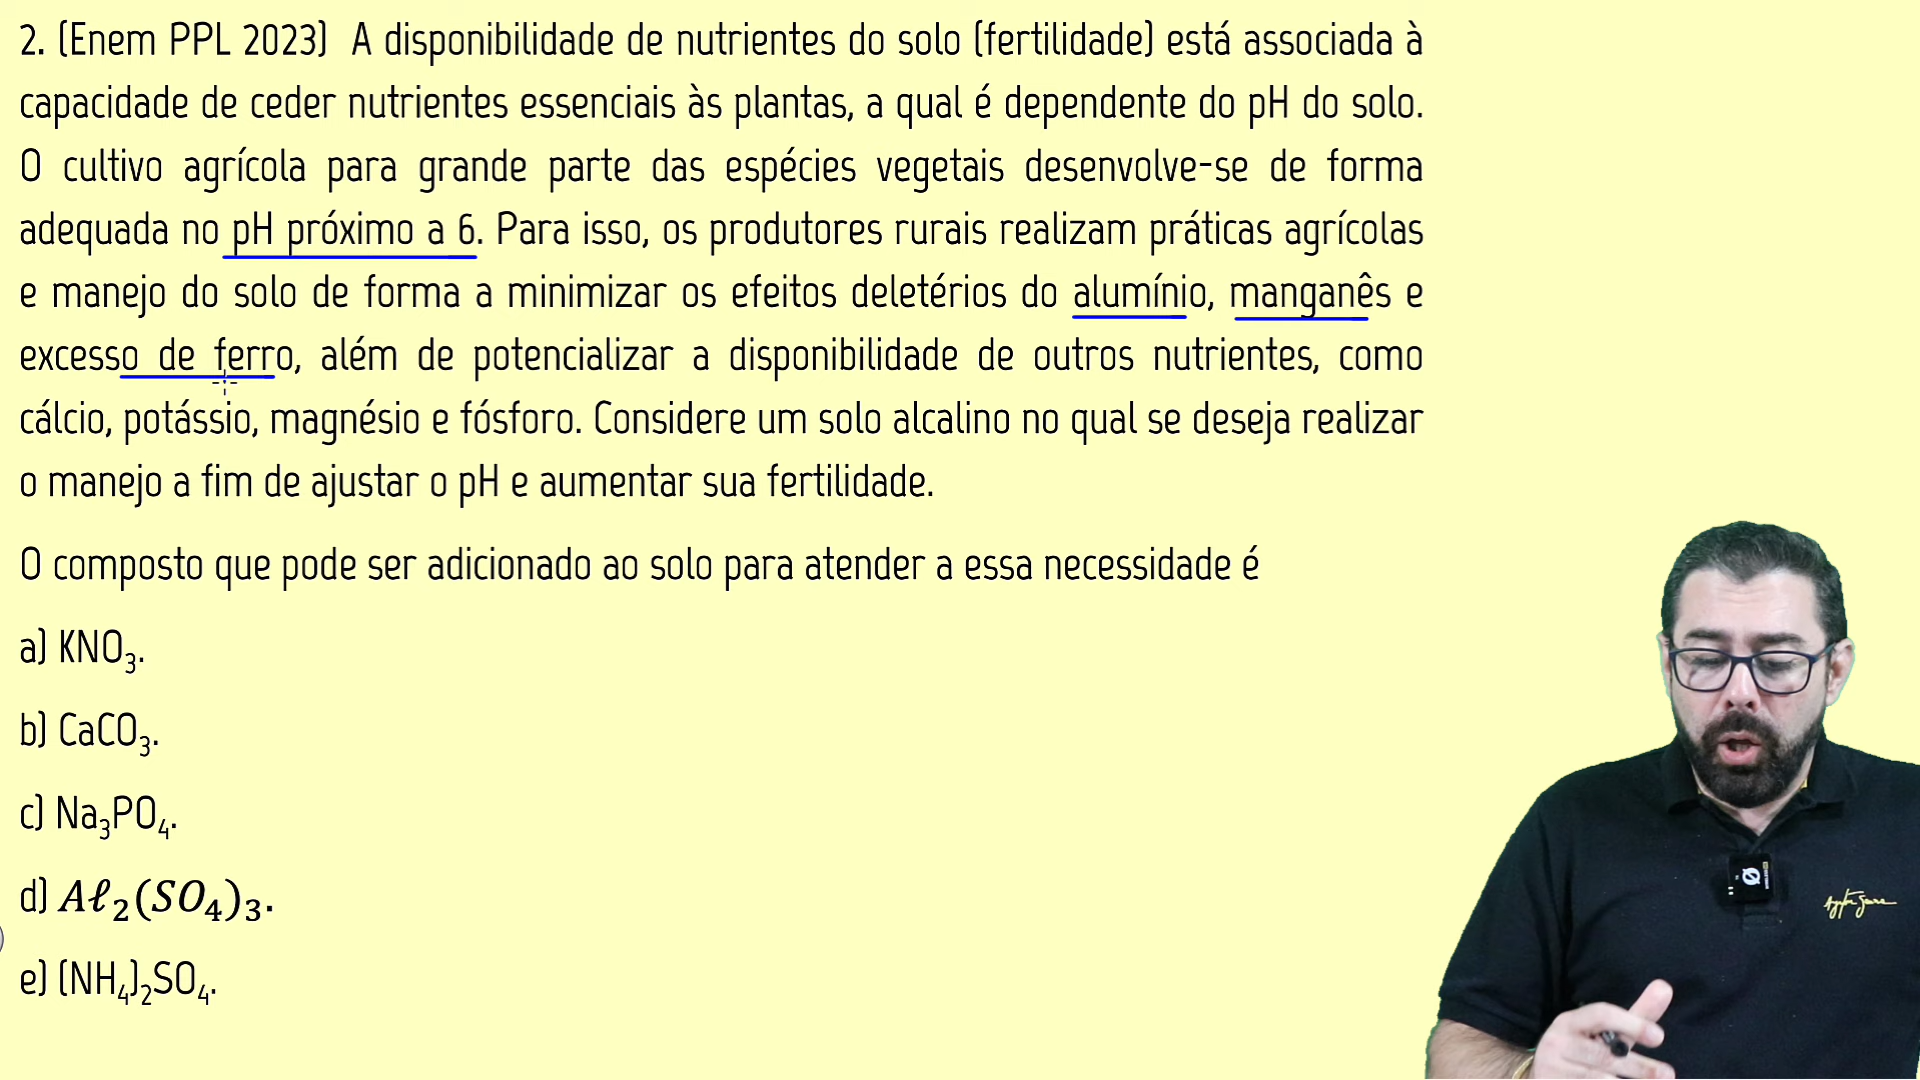 2. (Enem PPL 2023) A disponibilidade de nutrientes do solo (fertilidade) está associada à
capacidade de ceder nutrientes essenciais às plantas, a qual é dependente do pH do solo.
O cultivo agrícola para grande parte das espécies vegetais desenvolve-se de forma
adequada no pH próximo a 6. Para isso, os produtores rurais realizam práticas agrícolas
e manejo do solo de forma a minimizar os efeitos deletérios do alumínio, manganês e
excesso de ferro, além de potencializar a disponibilidade de outros nutrientes, como
cálcio, potássio, magnésio e fósforo. Considere um solo alcalino no qual se deseja realizar
o manejo a fim de ajustar o pH e aumentar sua fertilidade.
O composto que pode ser adicionado ao solo para atender a essa necessidade é
a) KNO₃.
b) CaCO₃.
c) Na₃PO₄.
d) Aℓ₂(SO₄)₃.
e) (NH₄)₂SO₄.